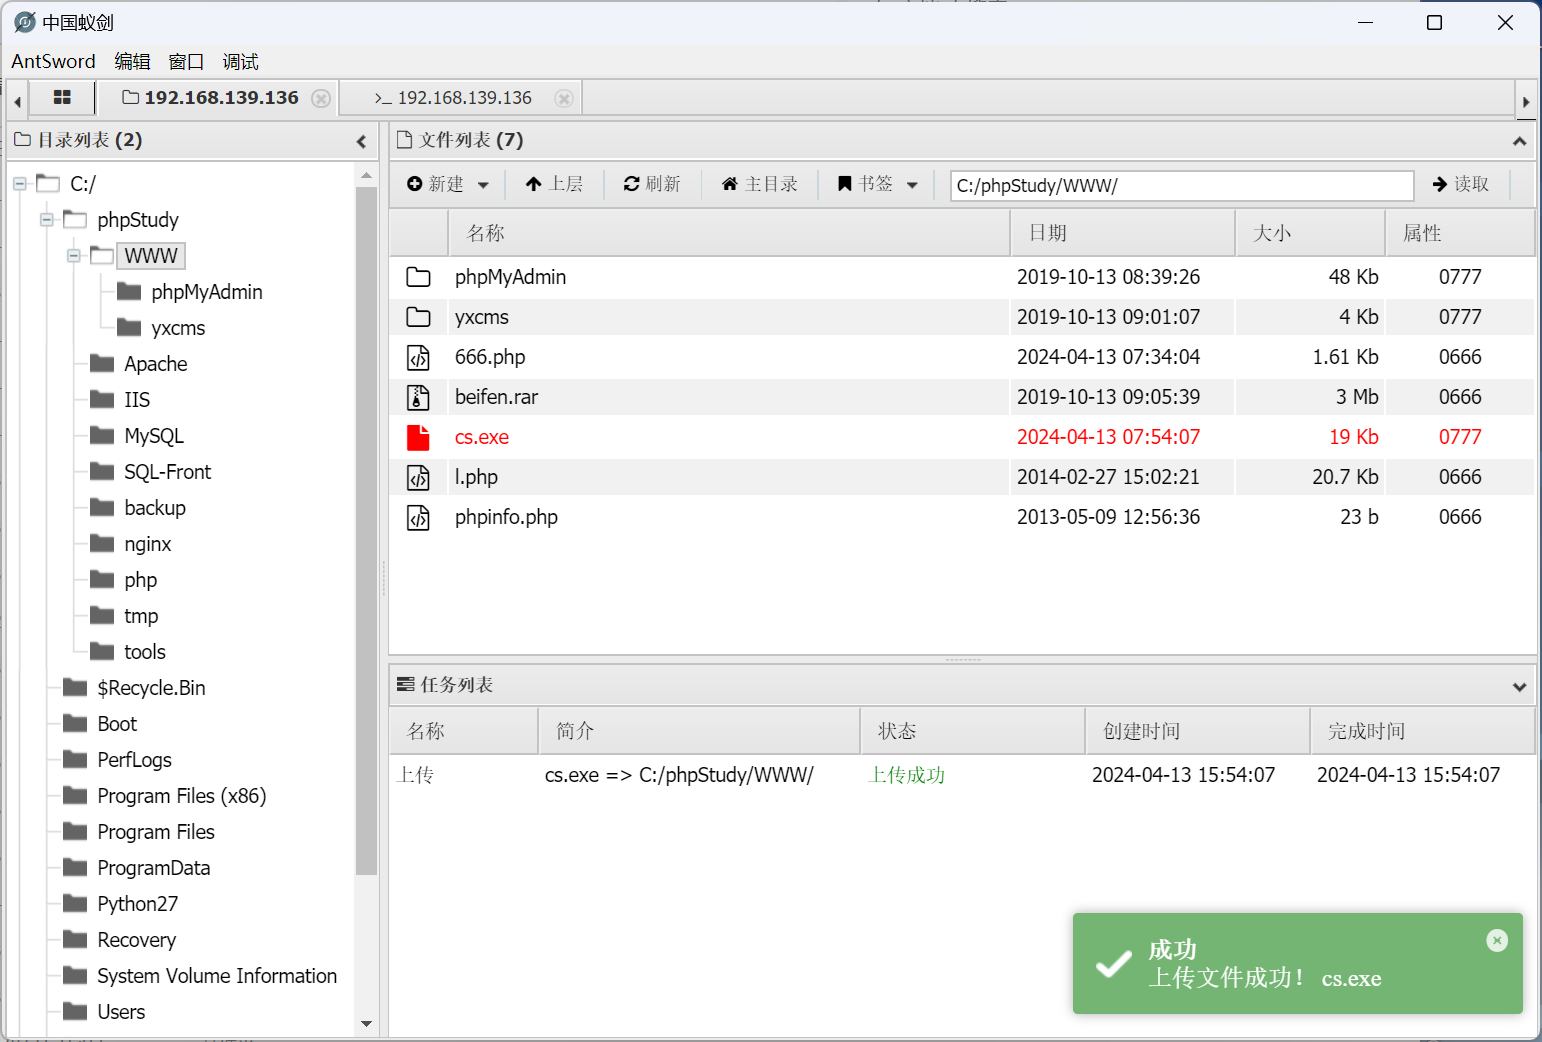 中国蚁剑
AntSword 编辑 窗口 调试
192.168.139.136 >_ 192.168.139.136
目录列表 (2)
C:/
phpStudy
WWW
phpMyAdmin
yxcms
Apache
IIS
MySQL
SQL-Front
backup
nginx
php
tmp
tools
$Recycle.Bin
Boot
PerfLogs
Program Files (x86)
Program Files
ProgramData
Python27
Recovery
System Volume Information
Users
文件列表 (7)
新建 上层 刷新 主目录 书签 C:/phpStudy/WWW/ 读取
名称 日期 大小 属性
phpMyAdmin 2019-10-13 08:39:26 48 Kb 0777
yxcms 2019-10-13 09:01:07 4 Kb 0777
666.php 2024-04-13 07:34:04 1.61 Kb 0666
beifen.rar 2019-10-13 09:05:39 3 Mb 0666
cs.exe 2024-04-13 07:54:07 19 Kb 0777
l.php 2014-02-27 15:02:21 20.7 Kb 0666
phpinfo.php 2013-05-09 12:56:36 23 b 0666
任务列表
名称 简介 状态 创建时间 完成时间
上传 cs.exe => C:/phpStudy/WWW/ 上传成功 2024-04-13 15:54:07 2024-04-13 15:54:07
成功
上传文件成功！ cs.exe